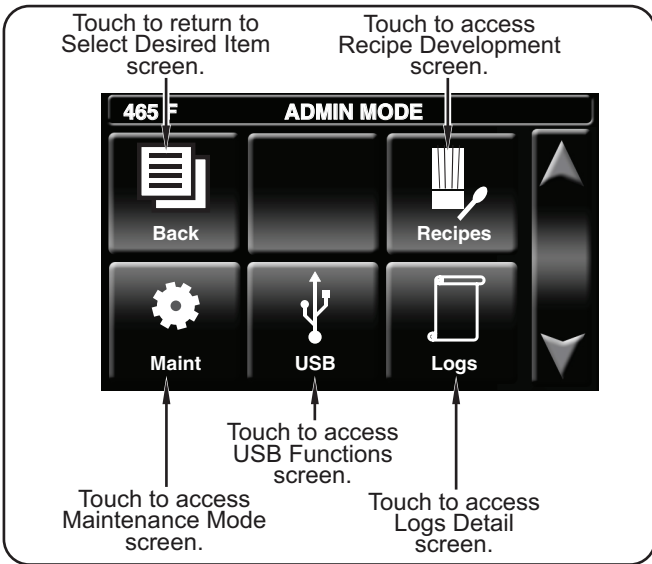 Touch to return to
Select Desired Item
screen.
Touch to access
Recipe Development
screen.
465 F
ADMIN MODE
Back
Recipes
Maint
USB
Logs
Touch to access
USB Functions
screen.
Touch to access
Maintenance Mode
screen.
Touch to access
Logs Detail
screen.